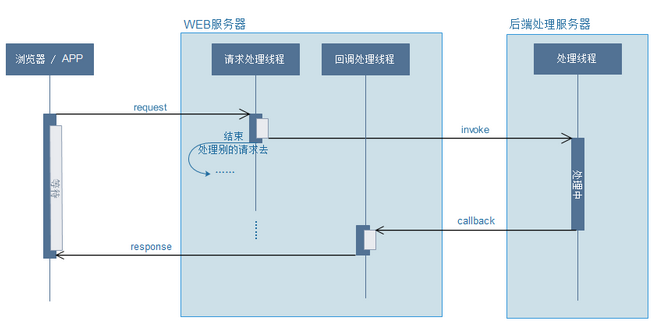 WEB服务器
后端处理服务器
浏览器 / APP
请求处理线程
回调处理线程
处理线程
request
invoke
结束
处理别的请求去
......
等待
处理中
callback
response